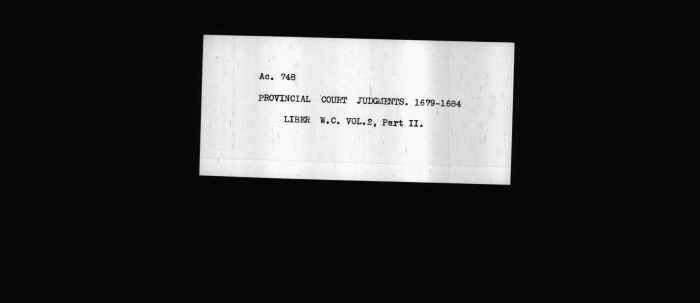 Ac. 748
PROVINCIAL COURT JUDGMENTS. 1679-1684
LIBER W.C. VOL.2, Part II.